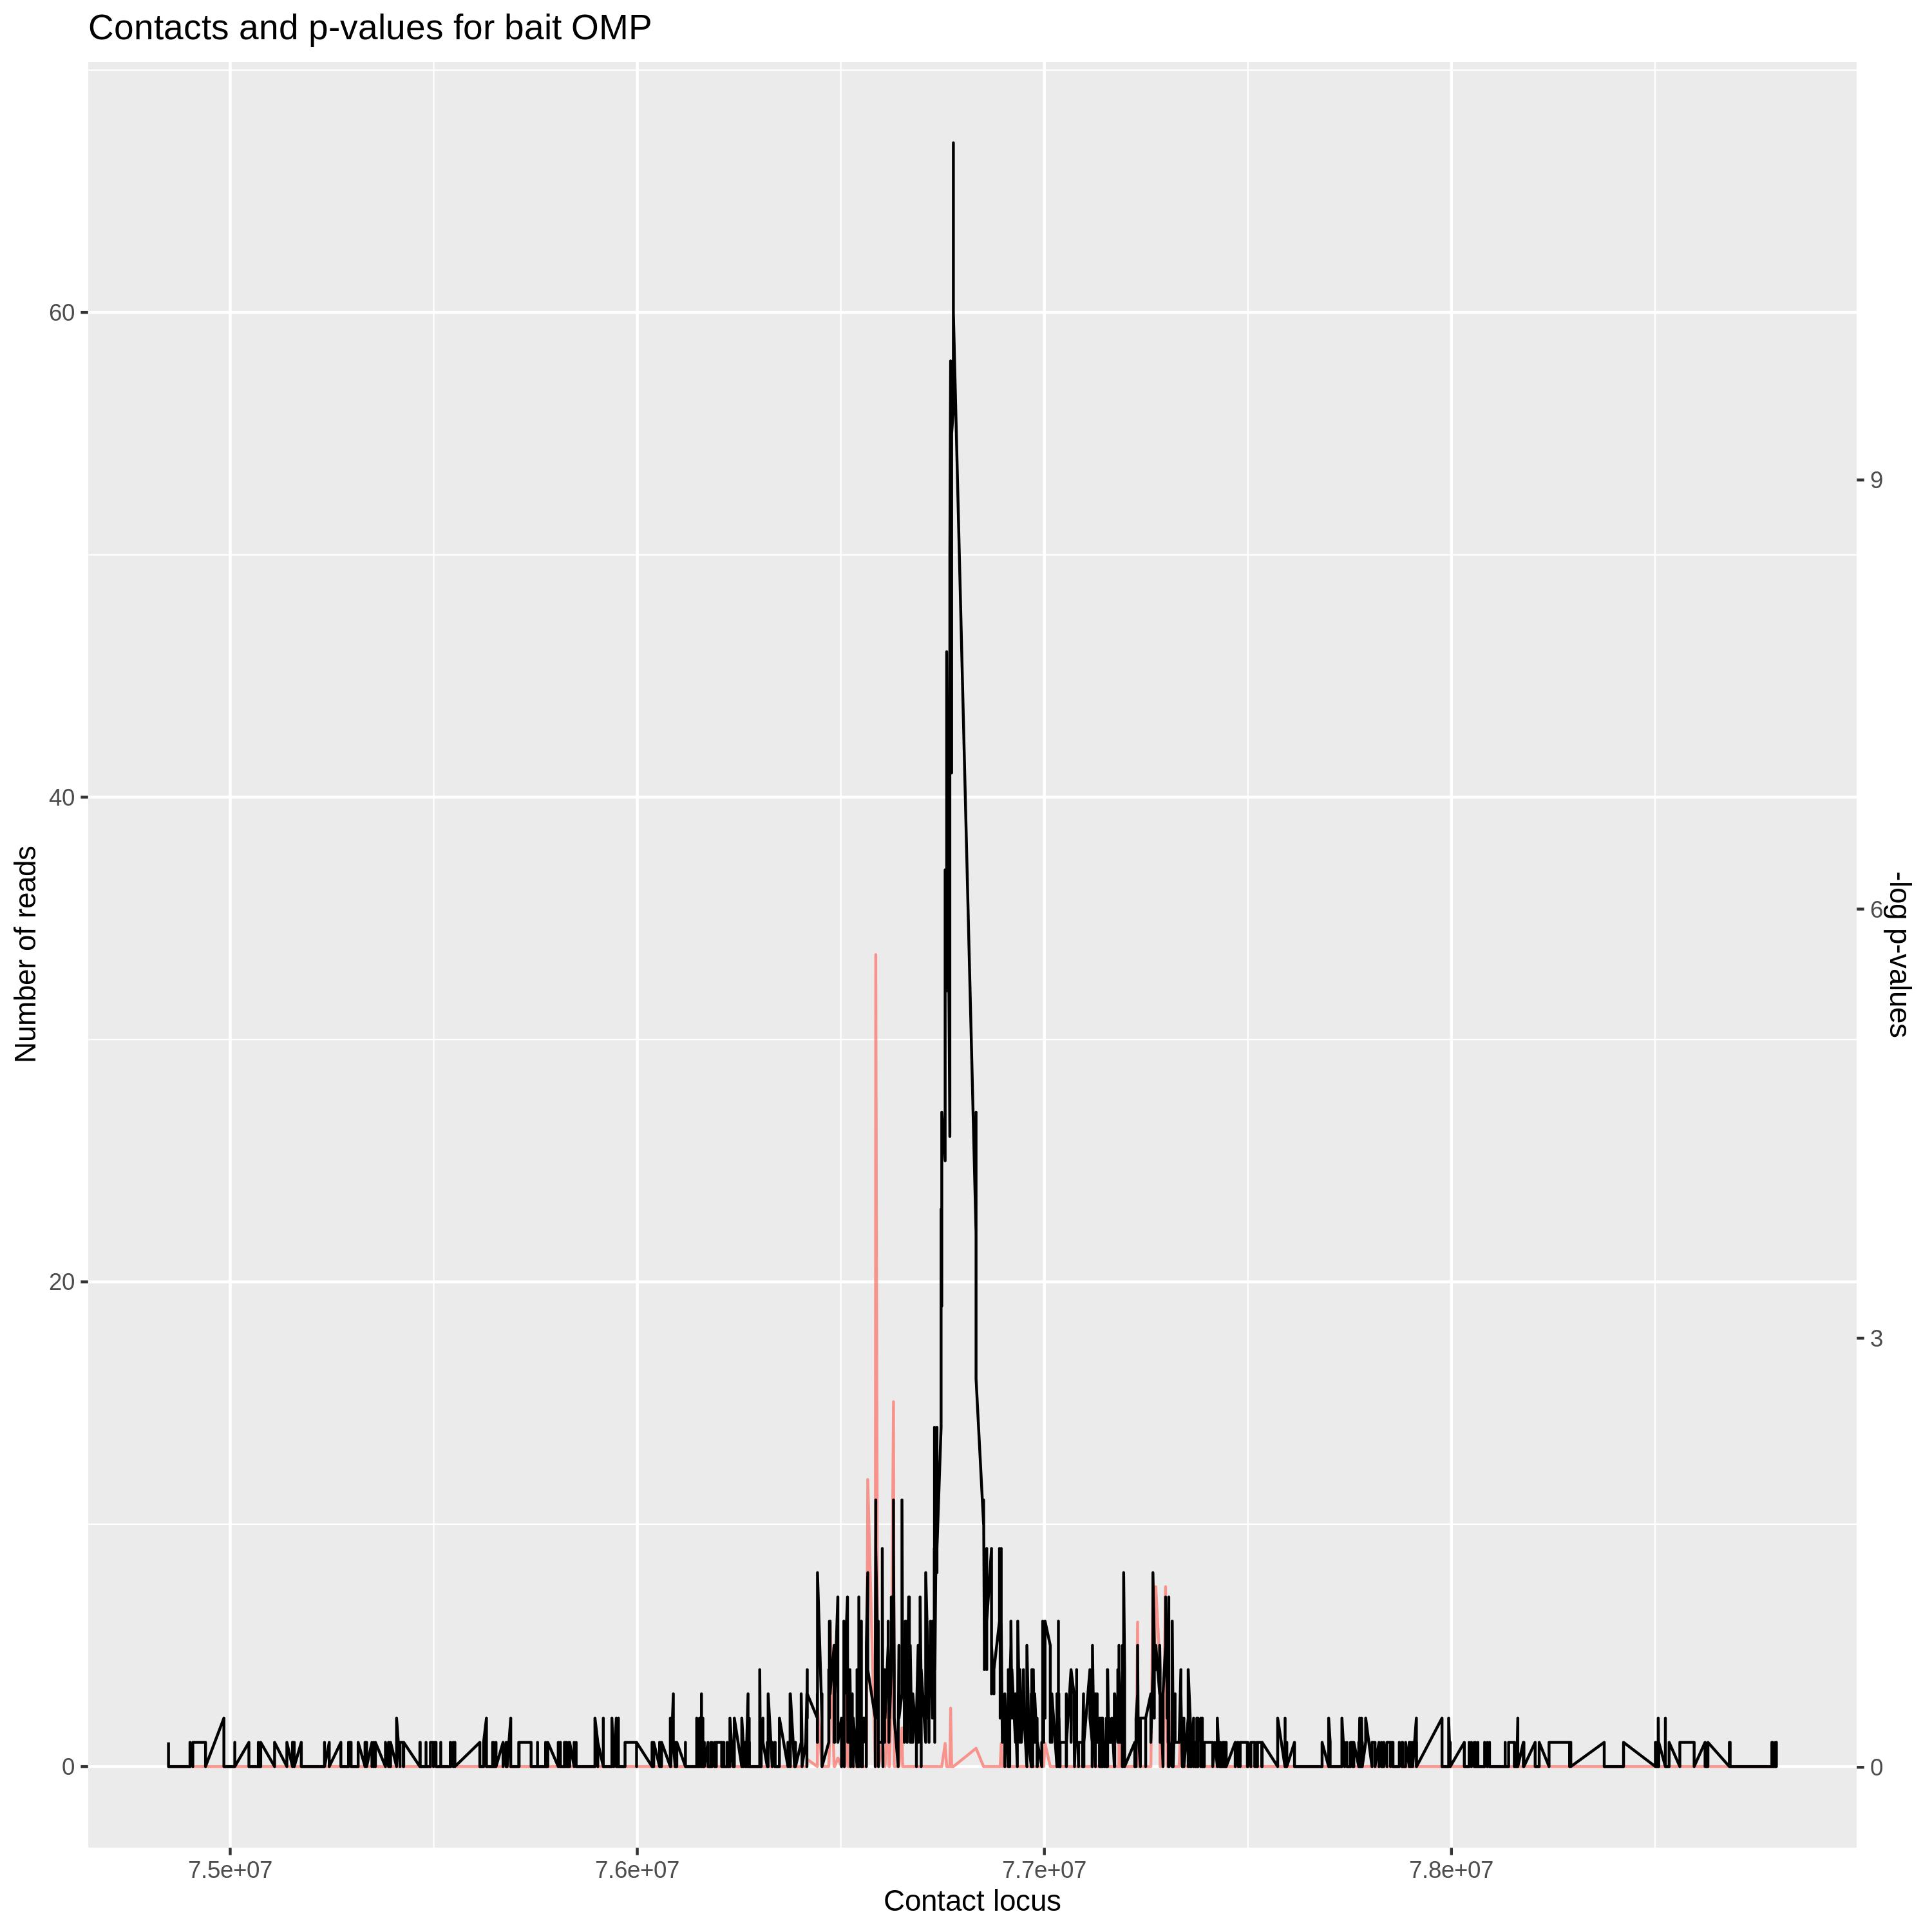 Contacts and p-values for bait OMP
60
40
20
0
Number of reads
9
6
3
0
-log p-values
7.5e+07 7.6e+07 7.7e+07 7.8e+07
Contact locus